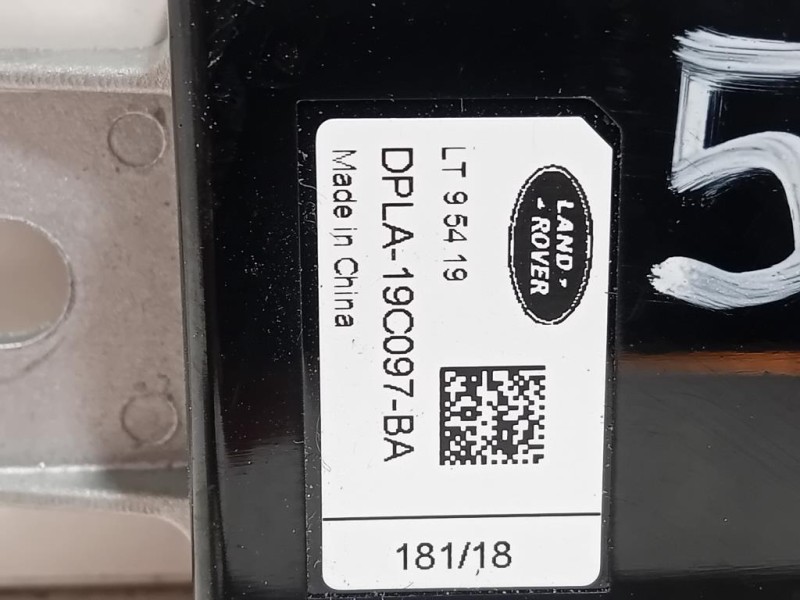 LAND-
-ROVER
LT 9 54 19
DPLA-19C097-BA
Made in China
181/18
5